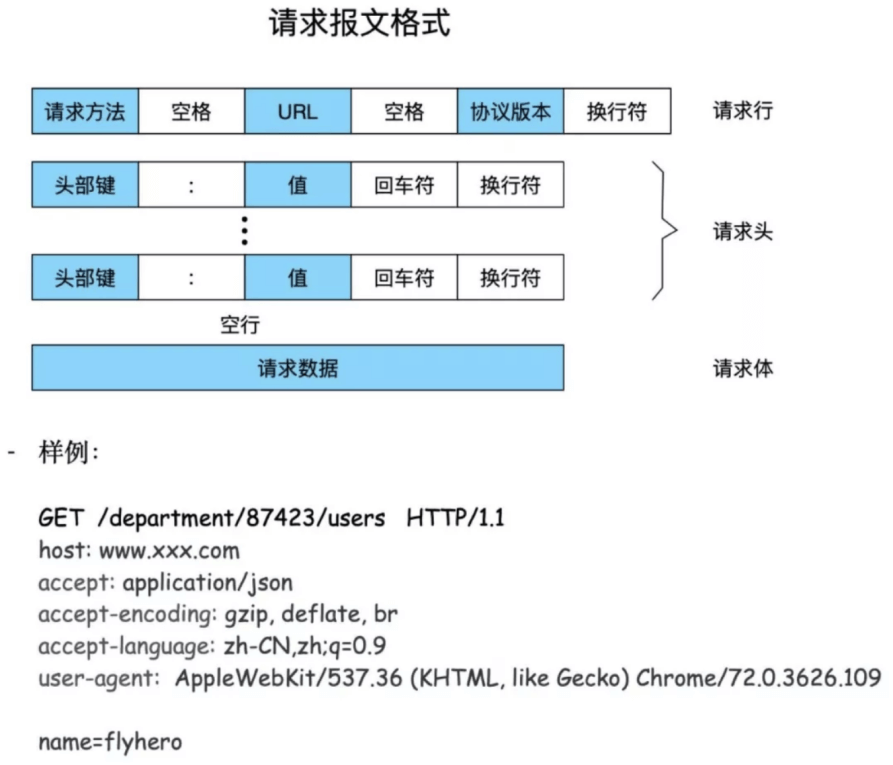 请求报文格式
请求方法 空格 URL 空格 协议版本 换行符 请求行
头部键 : 值 回车符 换行符
请求头
头部键 : 值 回车符 换行符
空行
请求数据 请求体
- 样例:
GET /department/87423/users HTTP/1.1
host: www.xxx.com
accept: application/json
accept-encoding: gzip, deflate, br
accept-language: zh-CN,zh;q=0.9
user-agent: AppleWebKit/537.36 (KHTML, like Gecko) Chrome/72.0.3626.109
name=flyhero